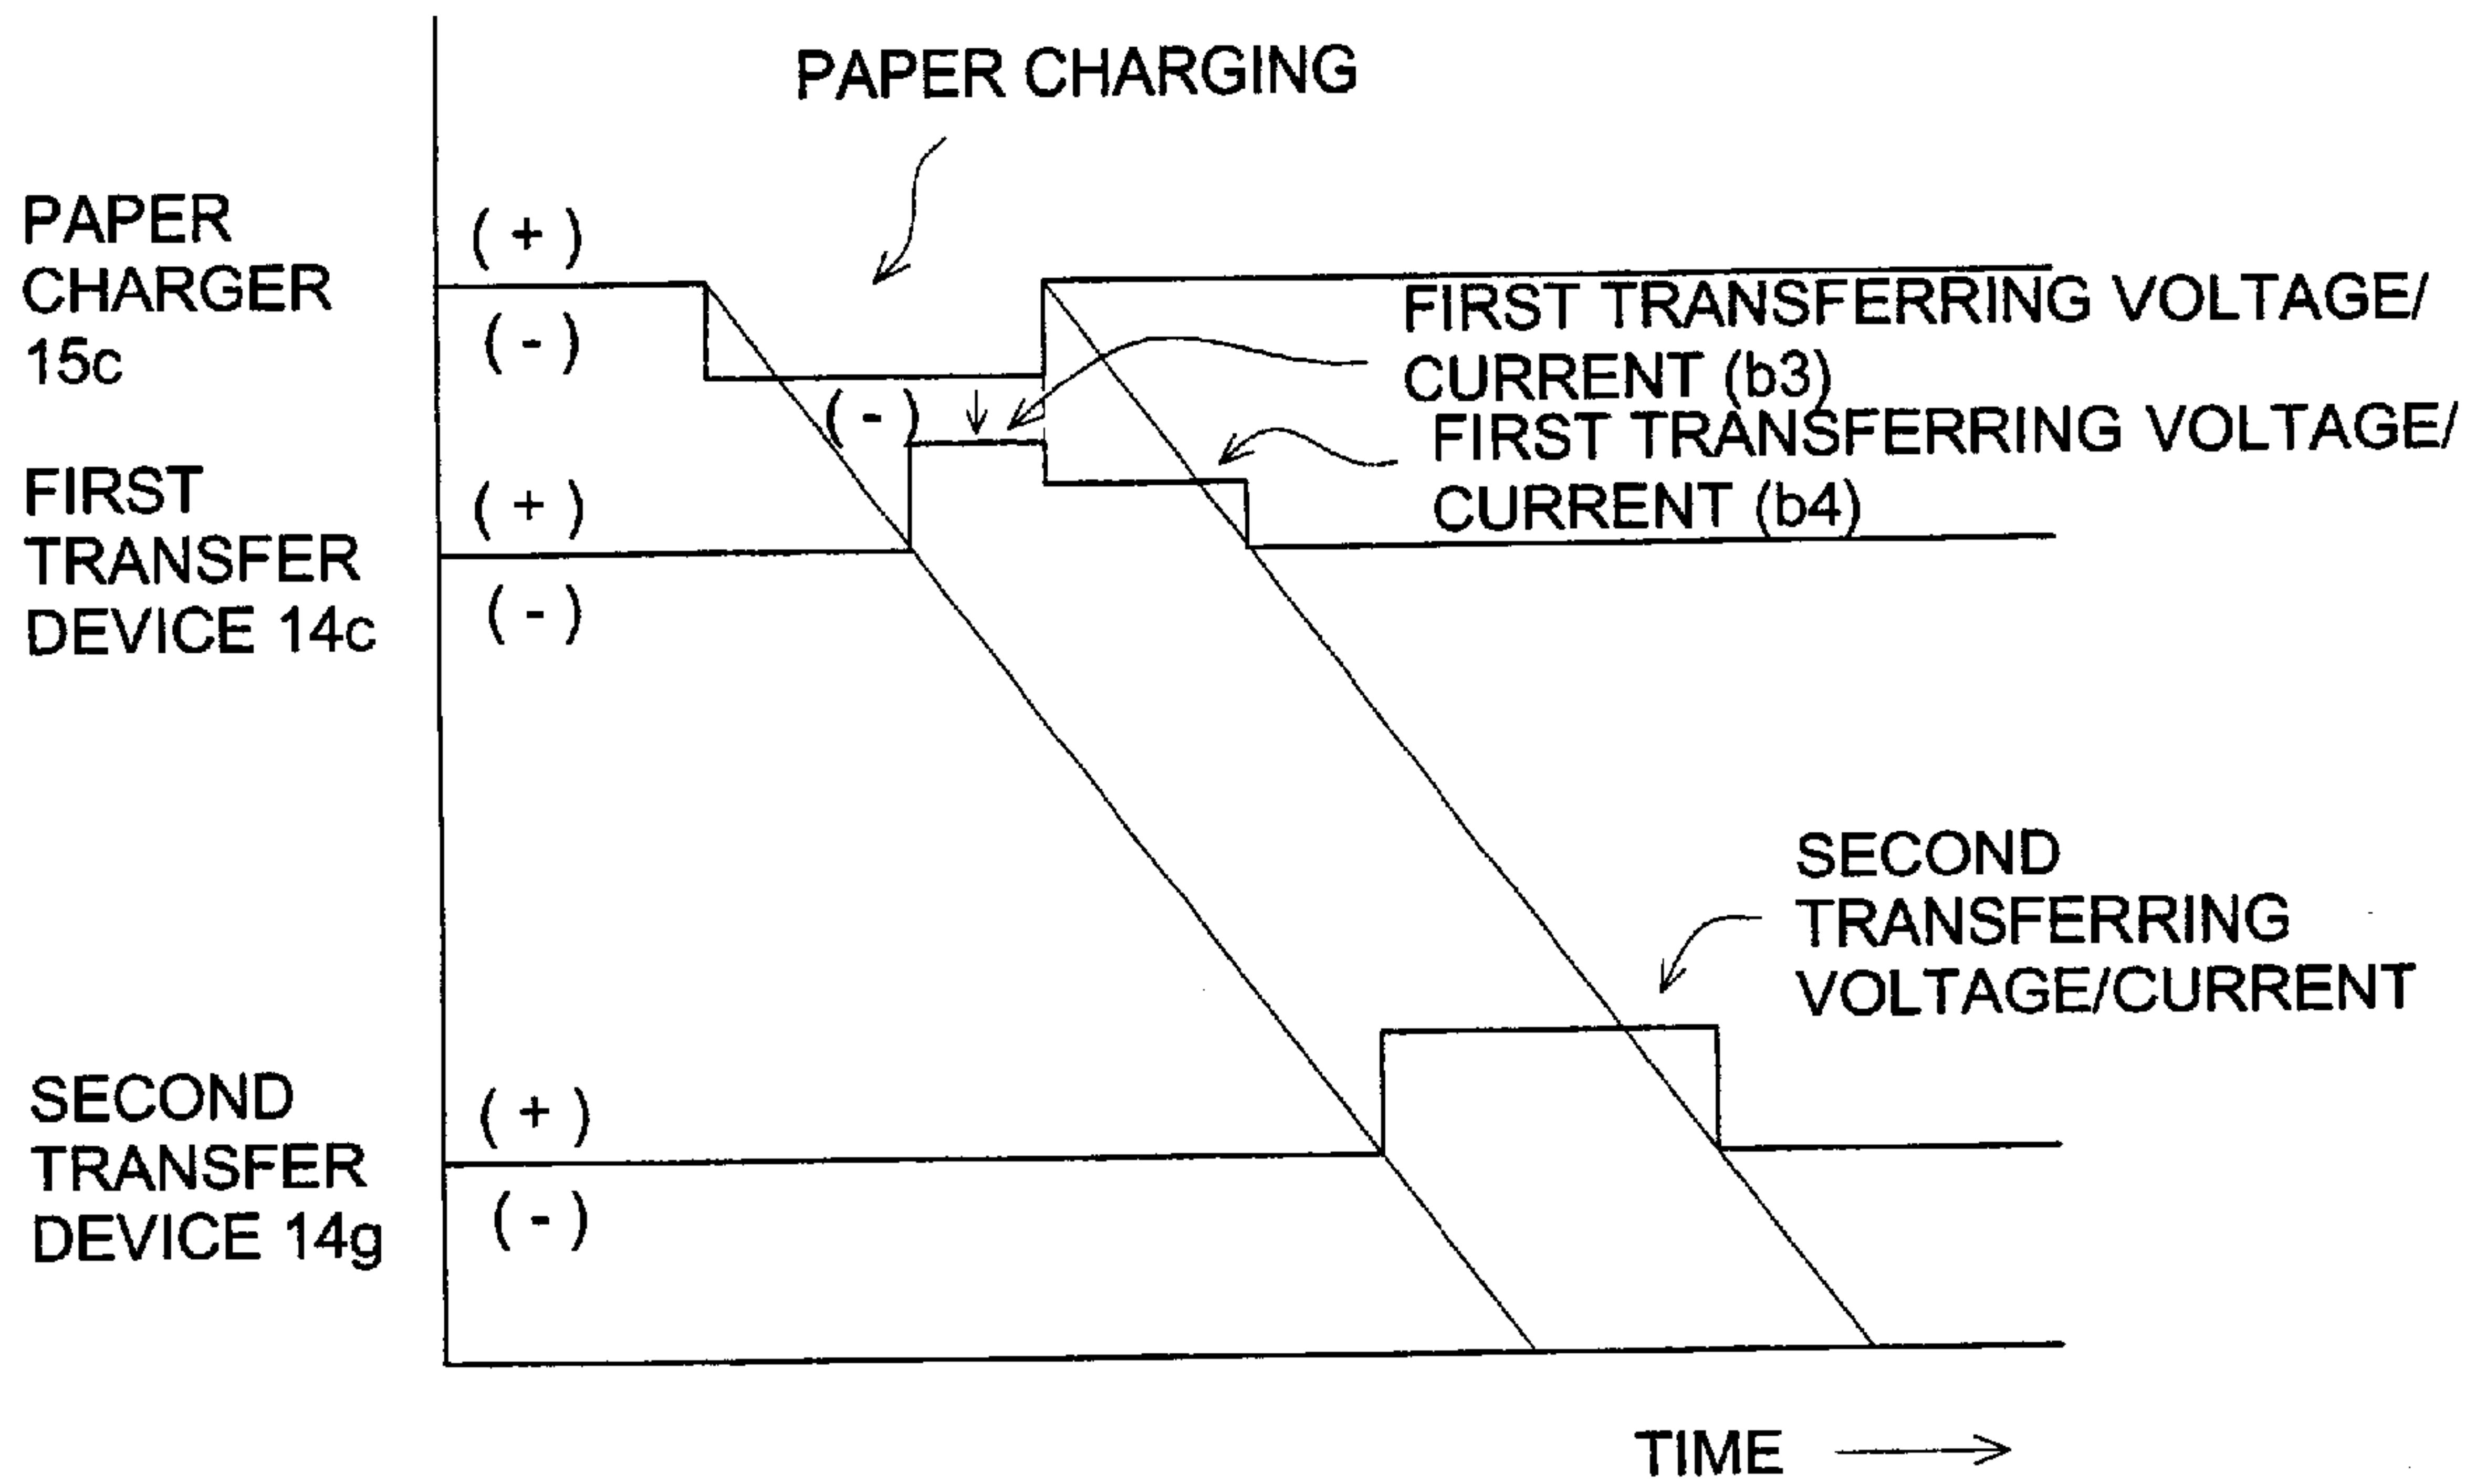 PAPER CHARGING
PAPER
CHARGER
15c
( + )
( - )
FIRST TRANSFERRING VOLTAGE/
CURRENT (b3)
( - )
FIRST TRANSFERRING VOLTAGE/
CURRENT (b4)
FIRST
TRANSFER
DEVICE 14c
( + )
( - )
SECOND
TRANSFERRING
VOLTAGE/CURRENT
SECOND
TRANSFER
DEVICE 14g
( + )
( - )
TIME